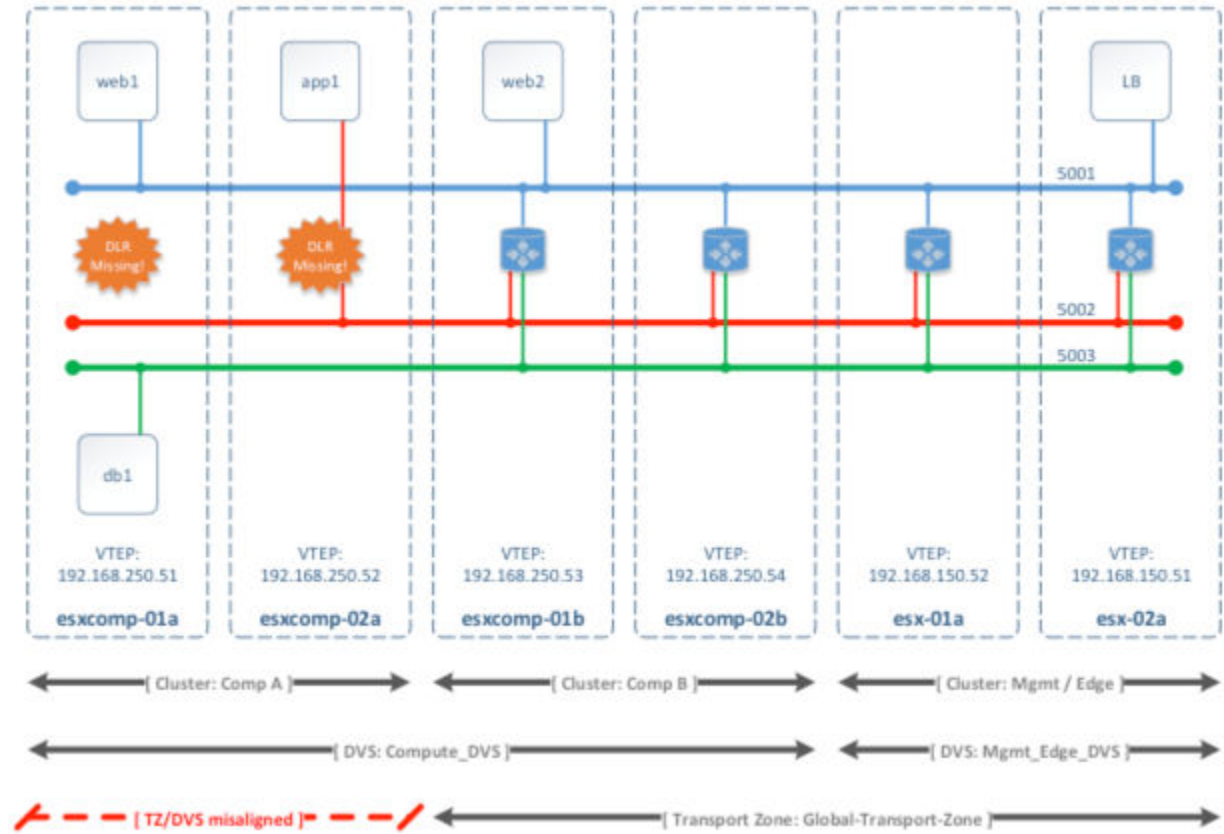 web1
app1
web2
LB
5001
DLR
Missing!
DLR
Missing!
5002
5003
db1
VTEP:
192.168.250.51
VTEP:
192.168.250.52
VTEP:
192.168.250.53
VTEP:
192.168.250.54
VTEP:
192.168.150.52
VTEP:
192.168.150.51
esxcomp-01a
esxcomp-02a
esxcomp-01b
esxcomp-02b
esx-01a
esx-02a
[ Cluster: Comp A ]
[ Cluster: Comp B ]
[ Cluster: Mgmt / Edge ]
[ DVS: Compute_DVS ]
[ DVS: Mgmt_Edge_DVS ]
[ TZ/DVS misaligned ]
[ Transport Zone: Global-Transport-Zone ]